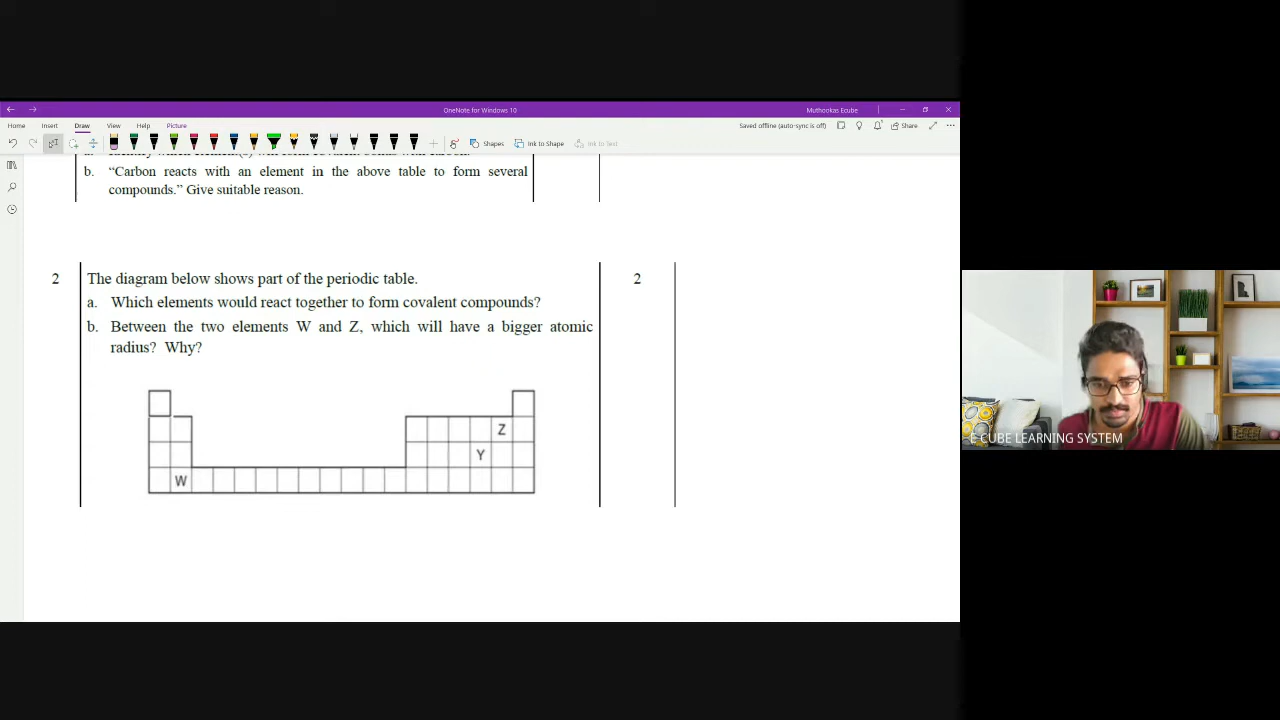 OneNote for Windows 10
Muthookas Ecube
Home Insert Draw View Help Picture
Saved offline (auto-sync is off) Share
Shapes Ink to Shape Ink to Text
b. “Carbon reacts with an element in the above table to form several
compounds.” Give suitable reason.
2 The diagram below shows part of the periodic table. 2
a. Which elements would react together to form covalent compounds?
b. Between the two elements W and Z, which will have a bigger atomic
radius? Why?
Z
Y
W
E CUBE LEARNING SYSTEM